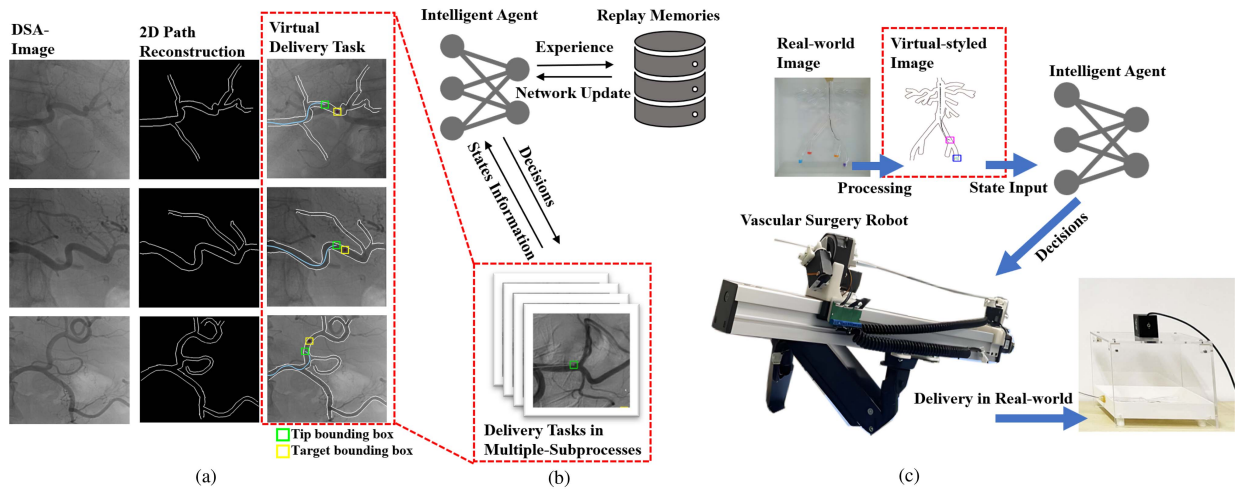 DSA-
Image
2D Path
Reconstruction
Virtual
Delivery Task
Tip bounding box
Target bounding box
(a)
Intelligent Agent
Replay Memories
Experience
Network Update
States Information
Decisions
Delivery Tasks in
Multiple-Subprocesses
(b)
Real-world
Image
Virtual-styled
Image
Intelligent Agent
Processing
State Input
Decisions
Vascular Surgery Robot
Delivery in Real-world
(c)